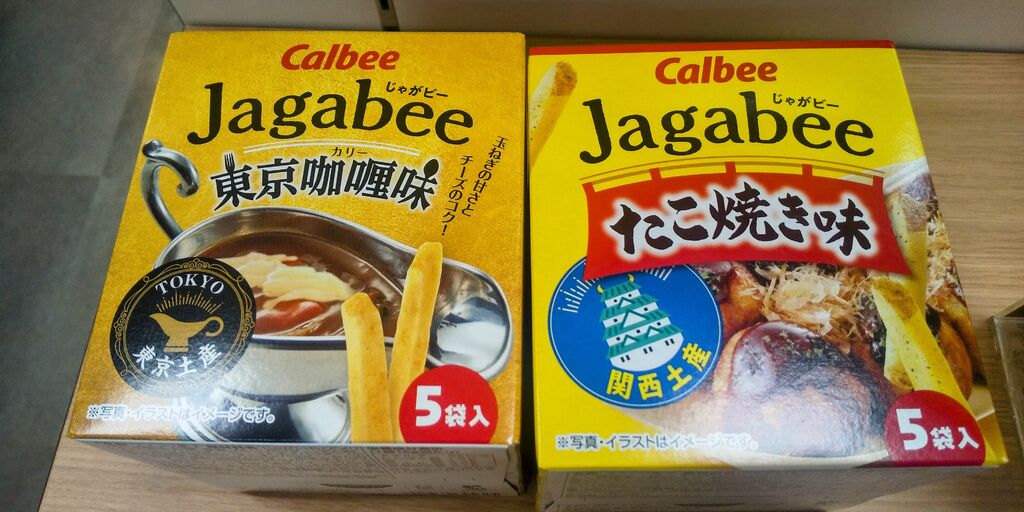 Calbee
Jagabee
じゃがビー
カリー
東京咖喱味
玉ねぎの甘さと
チーズのコク！
TOKYO
東京土産
※写真・イラストはイメージです。
5袋入
Calbee
Jagabee
じゃがビー
たこ焼き味
関西土産
※写真・イラストはイメージです。
5袋入